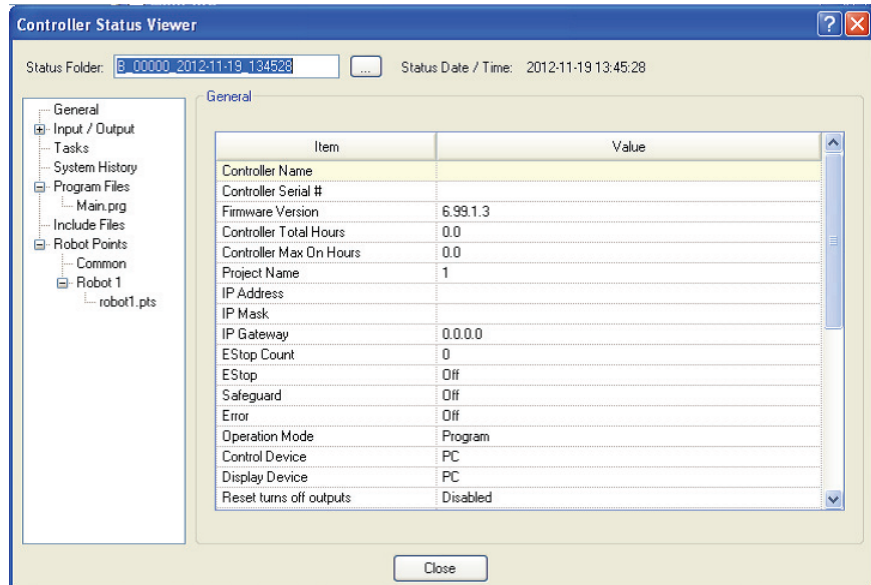 Controller Status Viewer
Status Folder: B_00000_2012-11-19_134528 ... Status Date / Time: 2012-11-19 13:45:28
General
Input / Output
Tasks
System History
Program Files
Main.prg
Include Files
Robot Points
Common
Robot 1
robot1.pts
General
Item Value
Controller Name
Controller Serial #
Firmware Version 6.99.1.3
Controller Total Hours 0.0
Controller Max On Hours 0.0
Project Name 1
IP Address
IP Mask
IP Gateway 0.0.0.0
EStop Count 0
EStop Off
Safeguard Off
Error Off
Operation Mode Program
Control Device PC
Display Device PC
Reset turns off outputs Disabled
Close